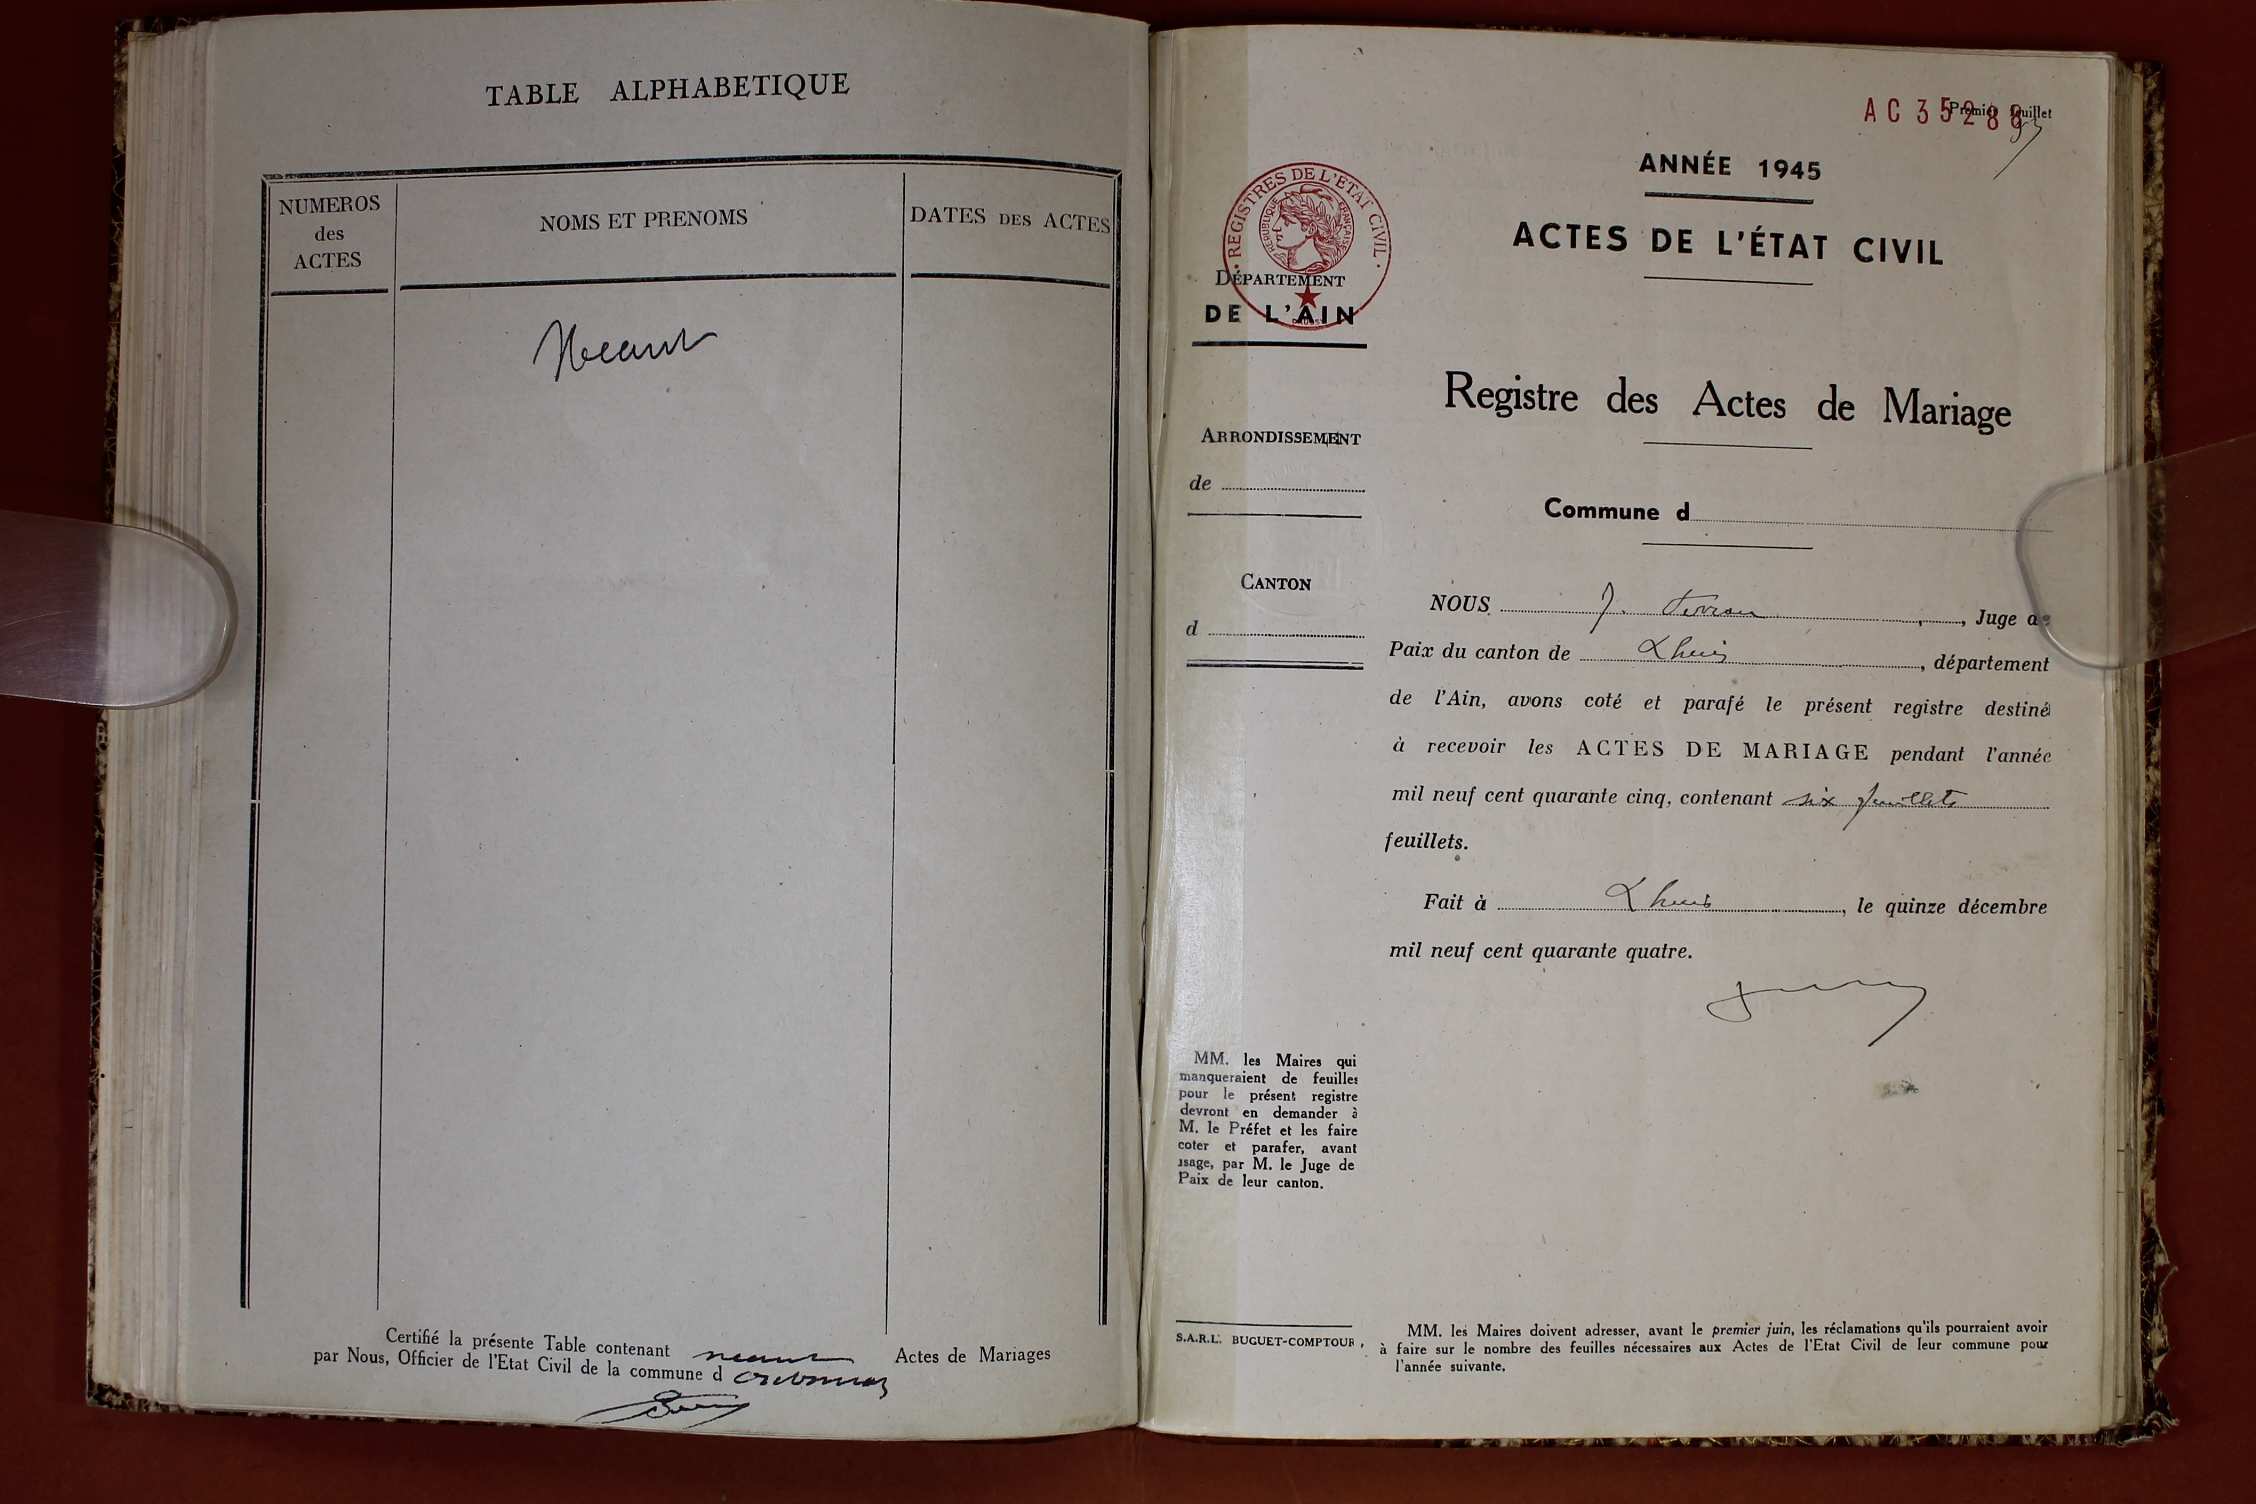 TABLE ALPHABETIQUE
NUMEROS
des
ACTES
NOMS ET PRENOMS
DATES DES ACTES
Neant
Certifié la présente Table contenant neant Actes de Mariages
par Nous, Officier de l'Etat Civil de la commune d
AC 35288
Premier feuillet
ANNÉE 1945
ACTES DE L'ÉTAT CIVIL
REGISTRES DE L'ÉTAT CIVIL
RÉPUBLIQUE FRANÇAISE
DÉPARTEMENT
DE L'AIN
Registre des Actes de Mariage
ARRONDISSEMENT
de
Commune d
CANTON
d
NOUS J. , Juge de
Paix du canton de Lhuis, département
de l'Ain, avons coté et parafé le présent registre destiné
à recevoir les ACTES DE MARIAGE pendant l'année
mil neuf cent quarante cinq, contenant six feuillets
feuillets.
Fait à Lhuis, le quinze décembre
mil neuf cent quarante quatre.
MM. les Maires qui
manqueraient de feuilles
pour le présent registre
devront en demander à
M. le Préfet et les faire
coter et parafer, avant
usage, par M. le Juge de
Paix de leur canton.
S.A.R.L. BUGUET-COMPTOUR,
MM. les Maires doivent adresser, avant le premier juin, les réclamations qu'ils pourraient avoir
à faire sur le nombre des feuilles nécessaires aux Actes de l'Etat Civil de leur commune pour
l'année suivante.